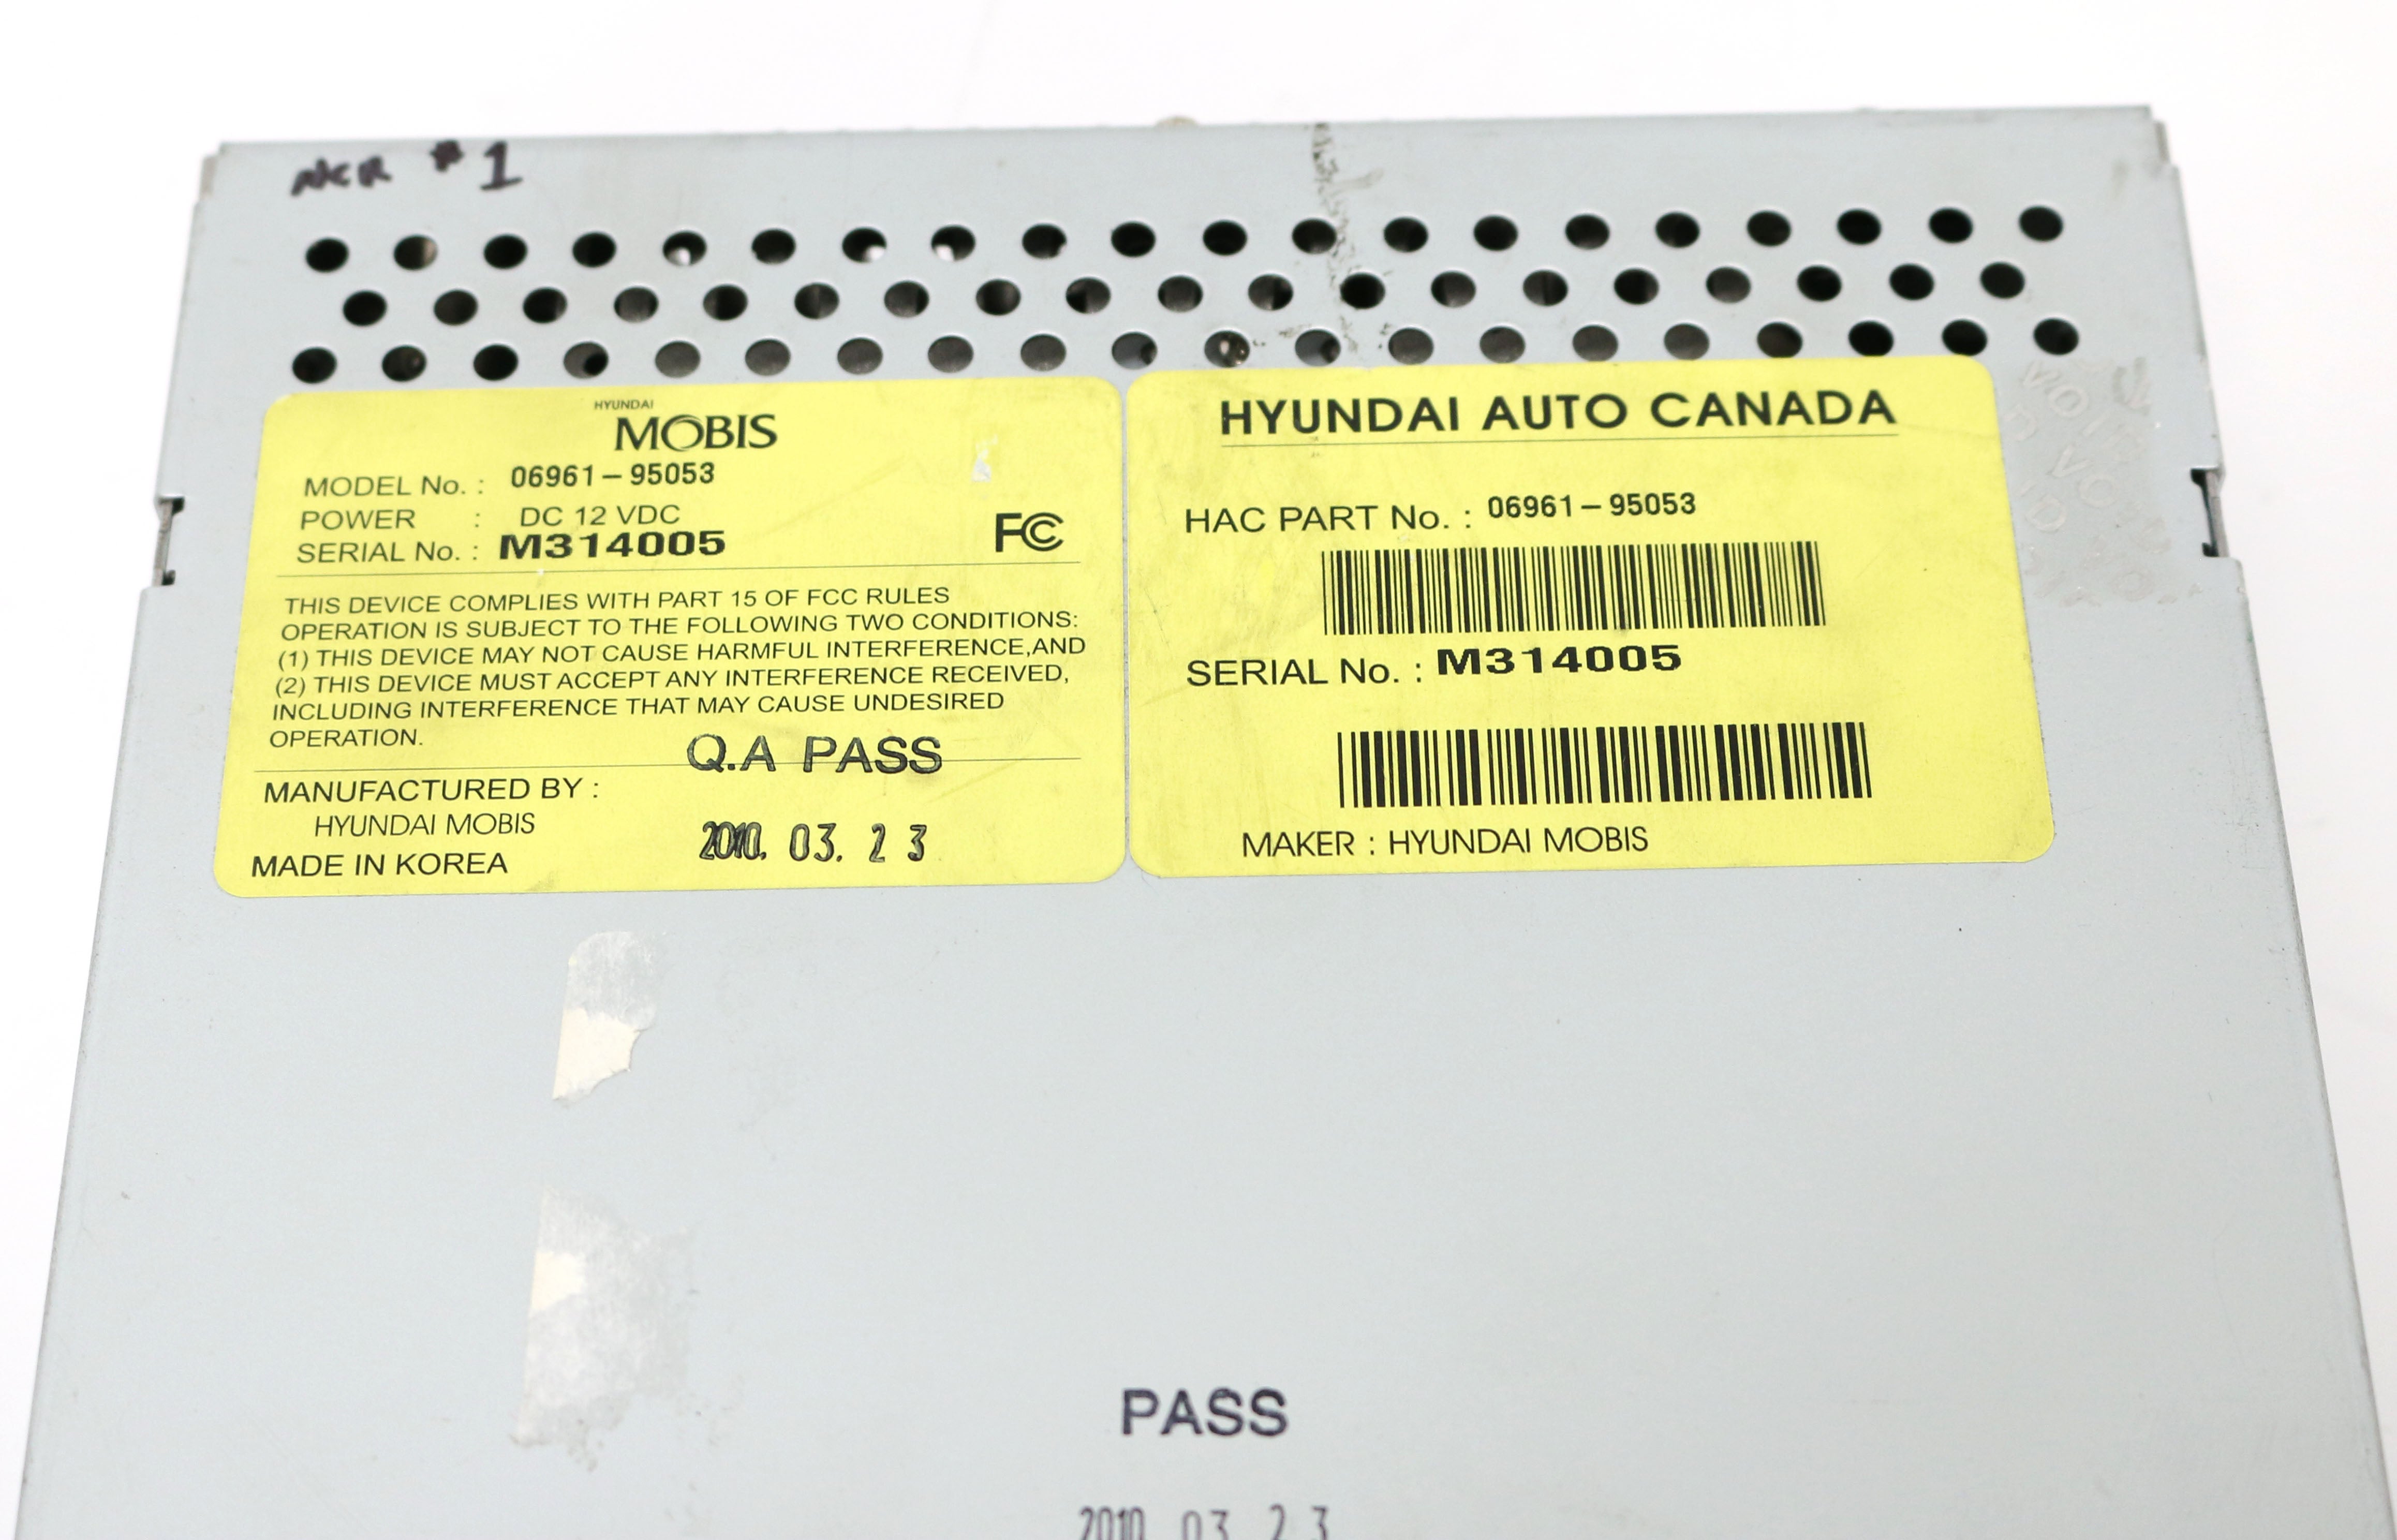 #1
HYUNDAI
MOBIS
MODEL No. : 06961-95053
POWER : DC 12 VDC
SERIAL No. : M314005
FC
THIS DEVICE COMPLIES WITH PART 15 OF FCC RULES
OPERATION IS SUBJECT TO THE FOLLOWING TWO CONDITIONS:
(1) THIS DEVICE MAY NOT CAUSE HARMFUL INTERFERENCE,AND
(2) THIS DEVICE MUST ACCEPT ANY INTERFERENCE RECEIVED,
INCLUDING INTERFERENCE THAT MAY CAUSE UNDESIRED
OPERATION.
Q.A PASS
MANUFACTURED BY :
HYUNDAI MOBIS
2010. 03. 2 3
MADE IN KOREA
HYUNDAI AUTO CANADA
HAC PART No. : 06961-95053
SERIAL No. : M314005
MAKER : HYUNDAI MOBIS
PASS
2010. 03. 2 3